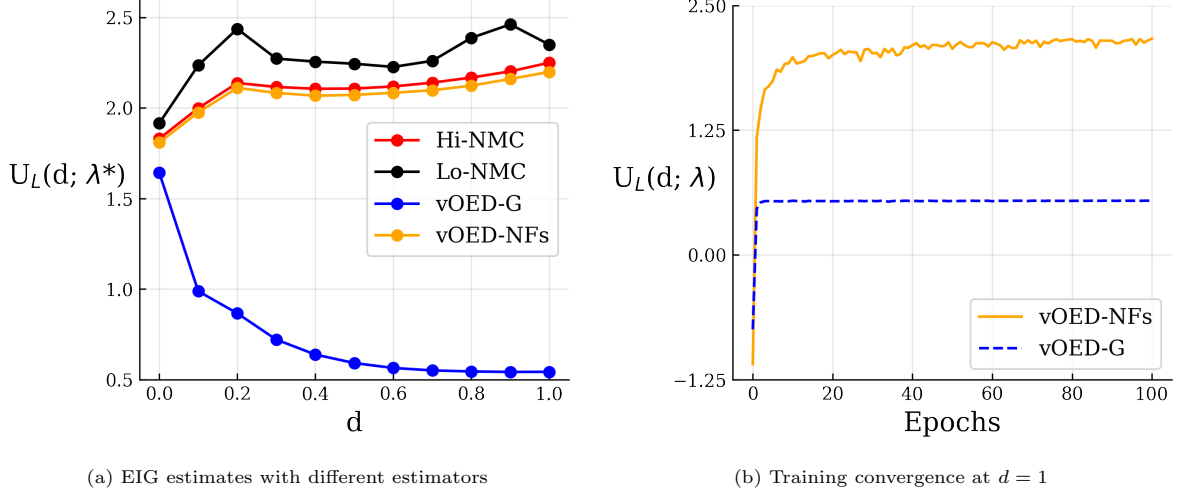 2.5
2.0
1.5
1.0
0.5
U_L(d; λ*)
0.0 0.2 0.4 0.6 0.8 1.0
d
Hi-NMC
Lo-NMC
vOED-G
vOED-NFs
(a) EIG estimates with different estimators
2.50
1.25
0.00
−1.25
U_L(d; λ)
0 20 40 60 80 100
Epochs
vOED-NFs
vOED-G
(b) Training convergence at d = 1